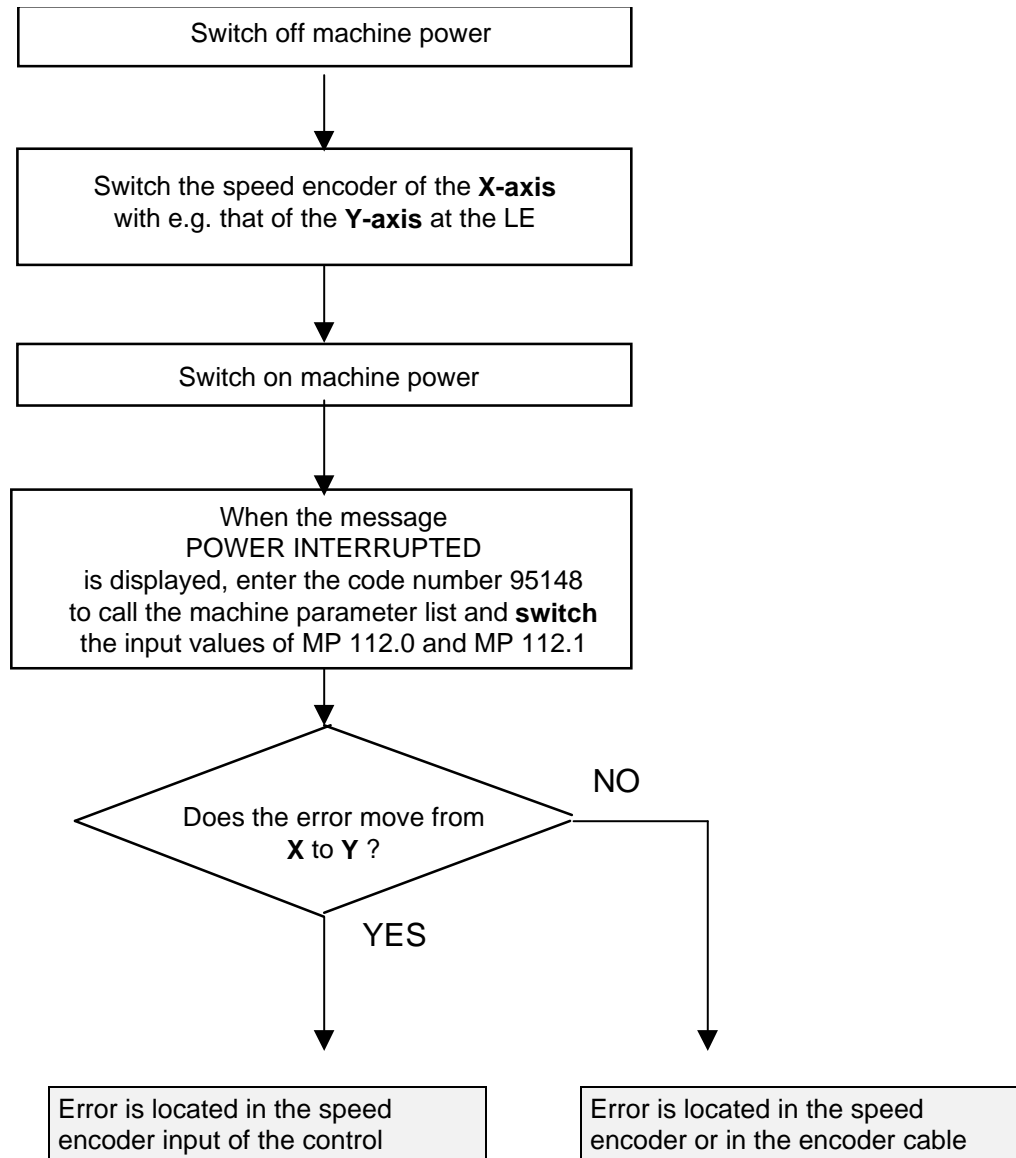 Switch off machine power
Switch the speed encoder of the X-axis
with e.g. that of the Y-axis at the LE
Switch on machine power
When the message
POWER INTERRUPTED
is displayed, enter the code number 95148
to call the machine parameter list and switch
the input values of MP 112.0 and MP 112.1
Does the error move from
X to Y ?
NO
YES
Error is located in the speed
encoder input of the control
Error is located in the speed
encoder or in the encoder cable